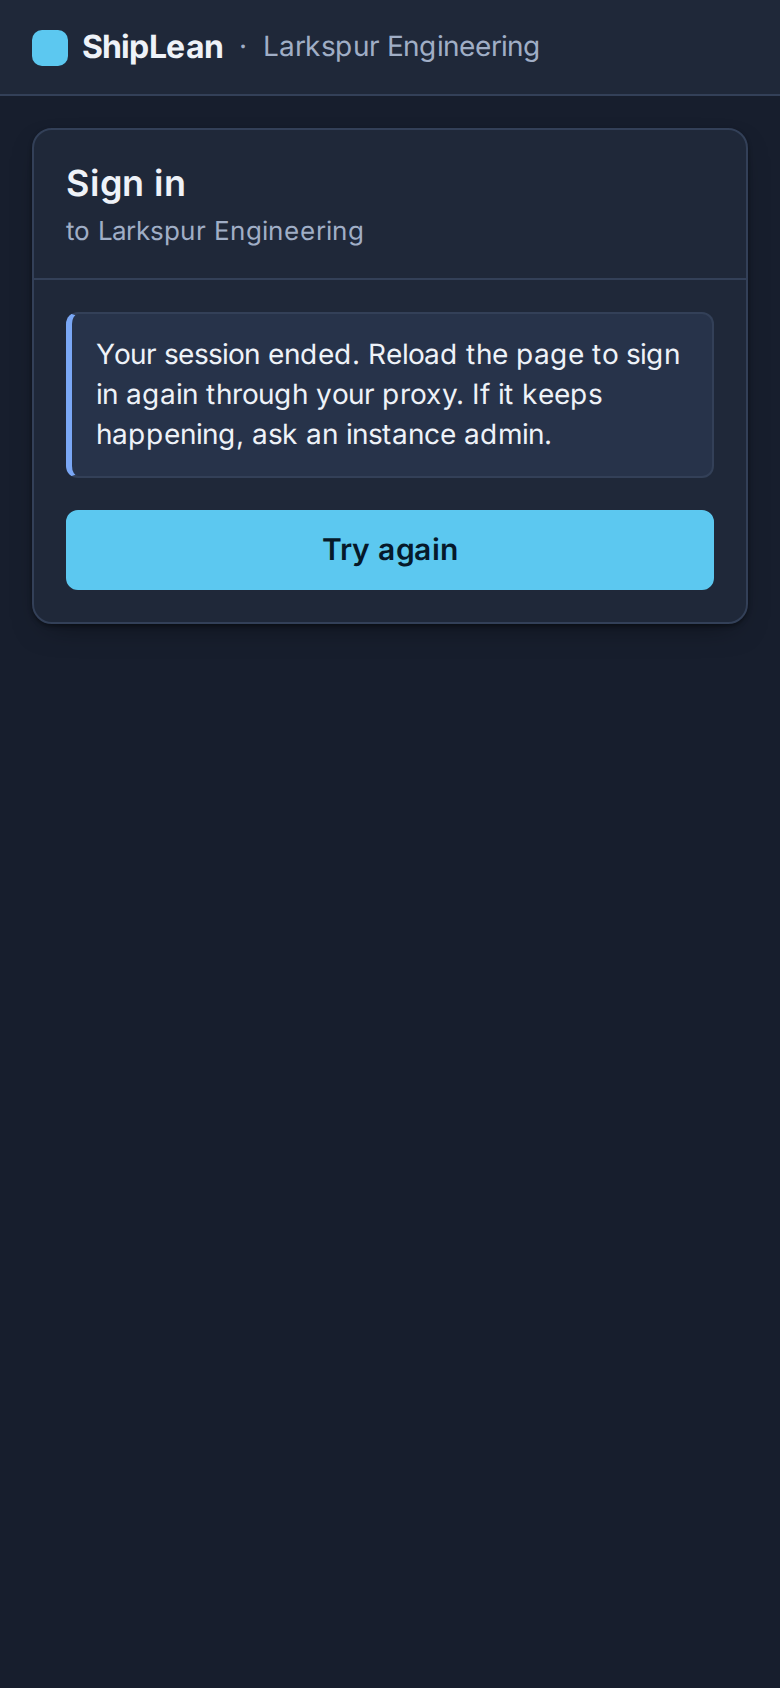 ShipLean · Larkspur Engineering
Sign in
to Larkspur Engineering
Your session ended. Reload the page to sign
in again through your proxy. If it keeps
happening, ask an instance admin.
Try again